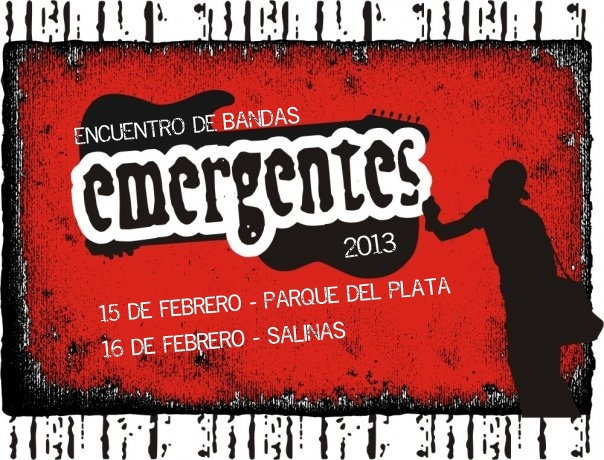 ENCUENTRO DE BANDAS
emergentes
2013
15 DE FEBRERO - PARQUE DEL PLATA
16 DE FEBRERO - SALINAS